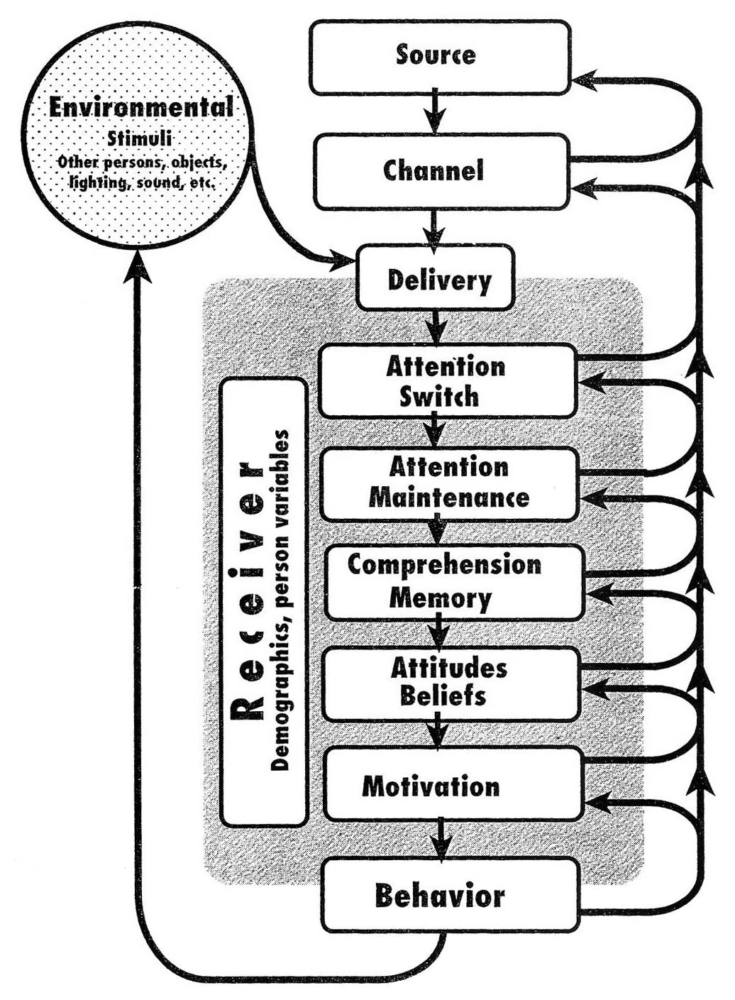 Environmental
Stimuli
Other persons, objects,
lighting, sound, etc.
Source
Channel
Delivery
Attention
Switch
Attention
Maintenance
Comprehension
Memory
Attitudes
Beliefs
Motivation
Behavior
Receiver
Demographics, person variables